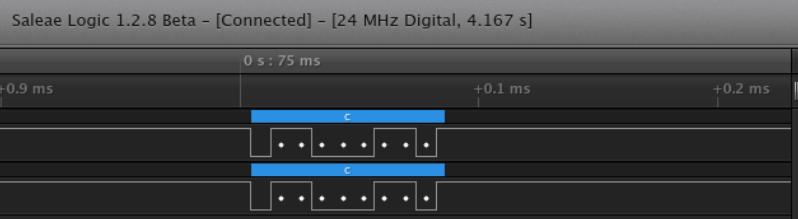 Saleae Logic 1.2.8 Beta – [Connected] – [24 MHz Digital, 4.167 s]
0 s : 75 ms
+0.9 ms
+0.1 ms
+0.2 ms
c
c